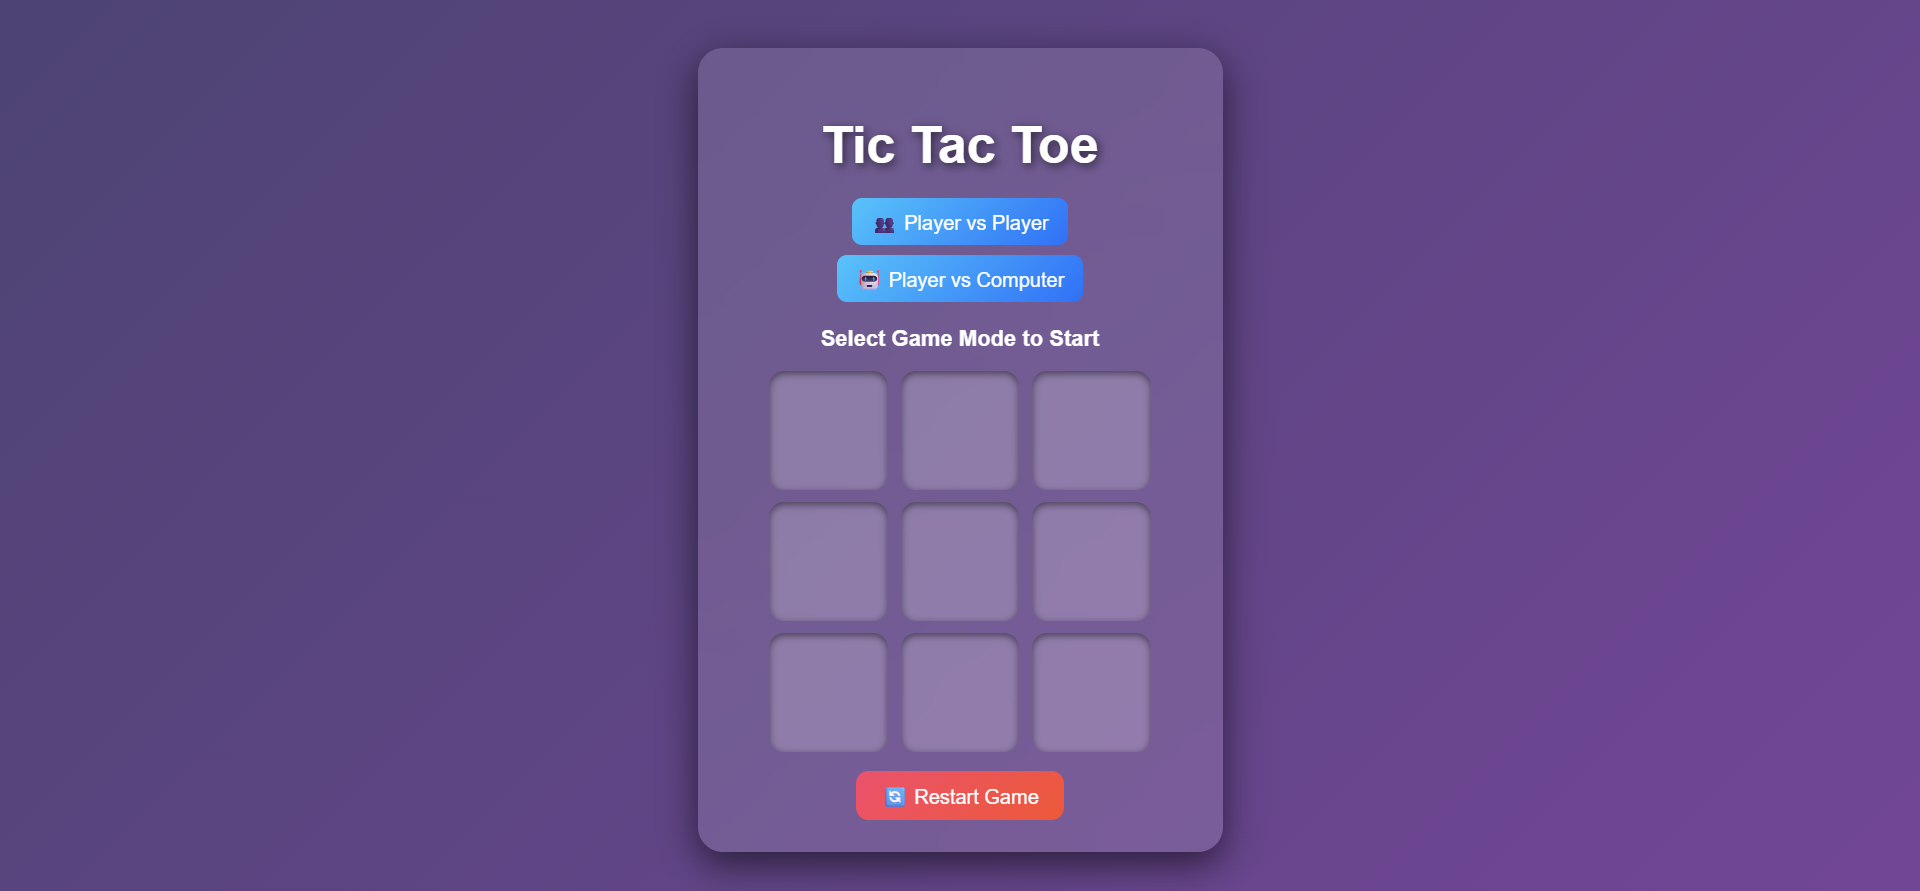 Tic Tac Toe
👥 Player vs Player
🤖 Player vs Computer
Select Game Mode to Start
🔄 Restart Game